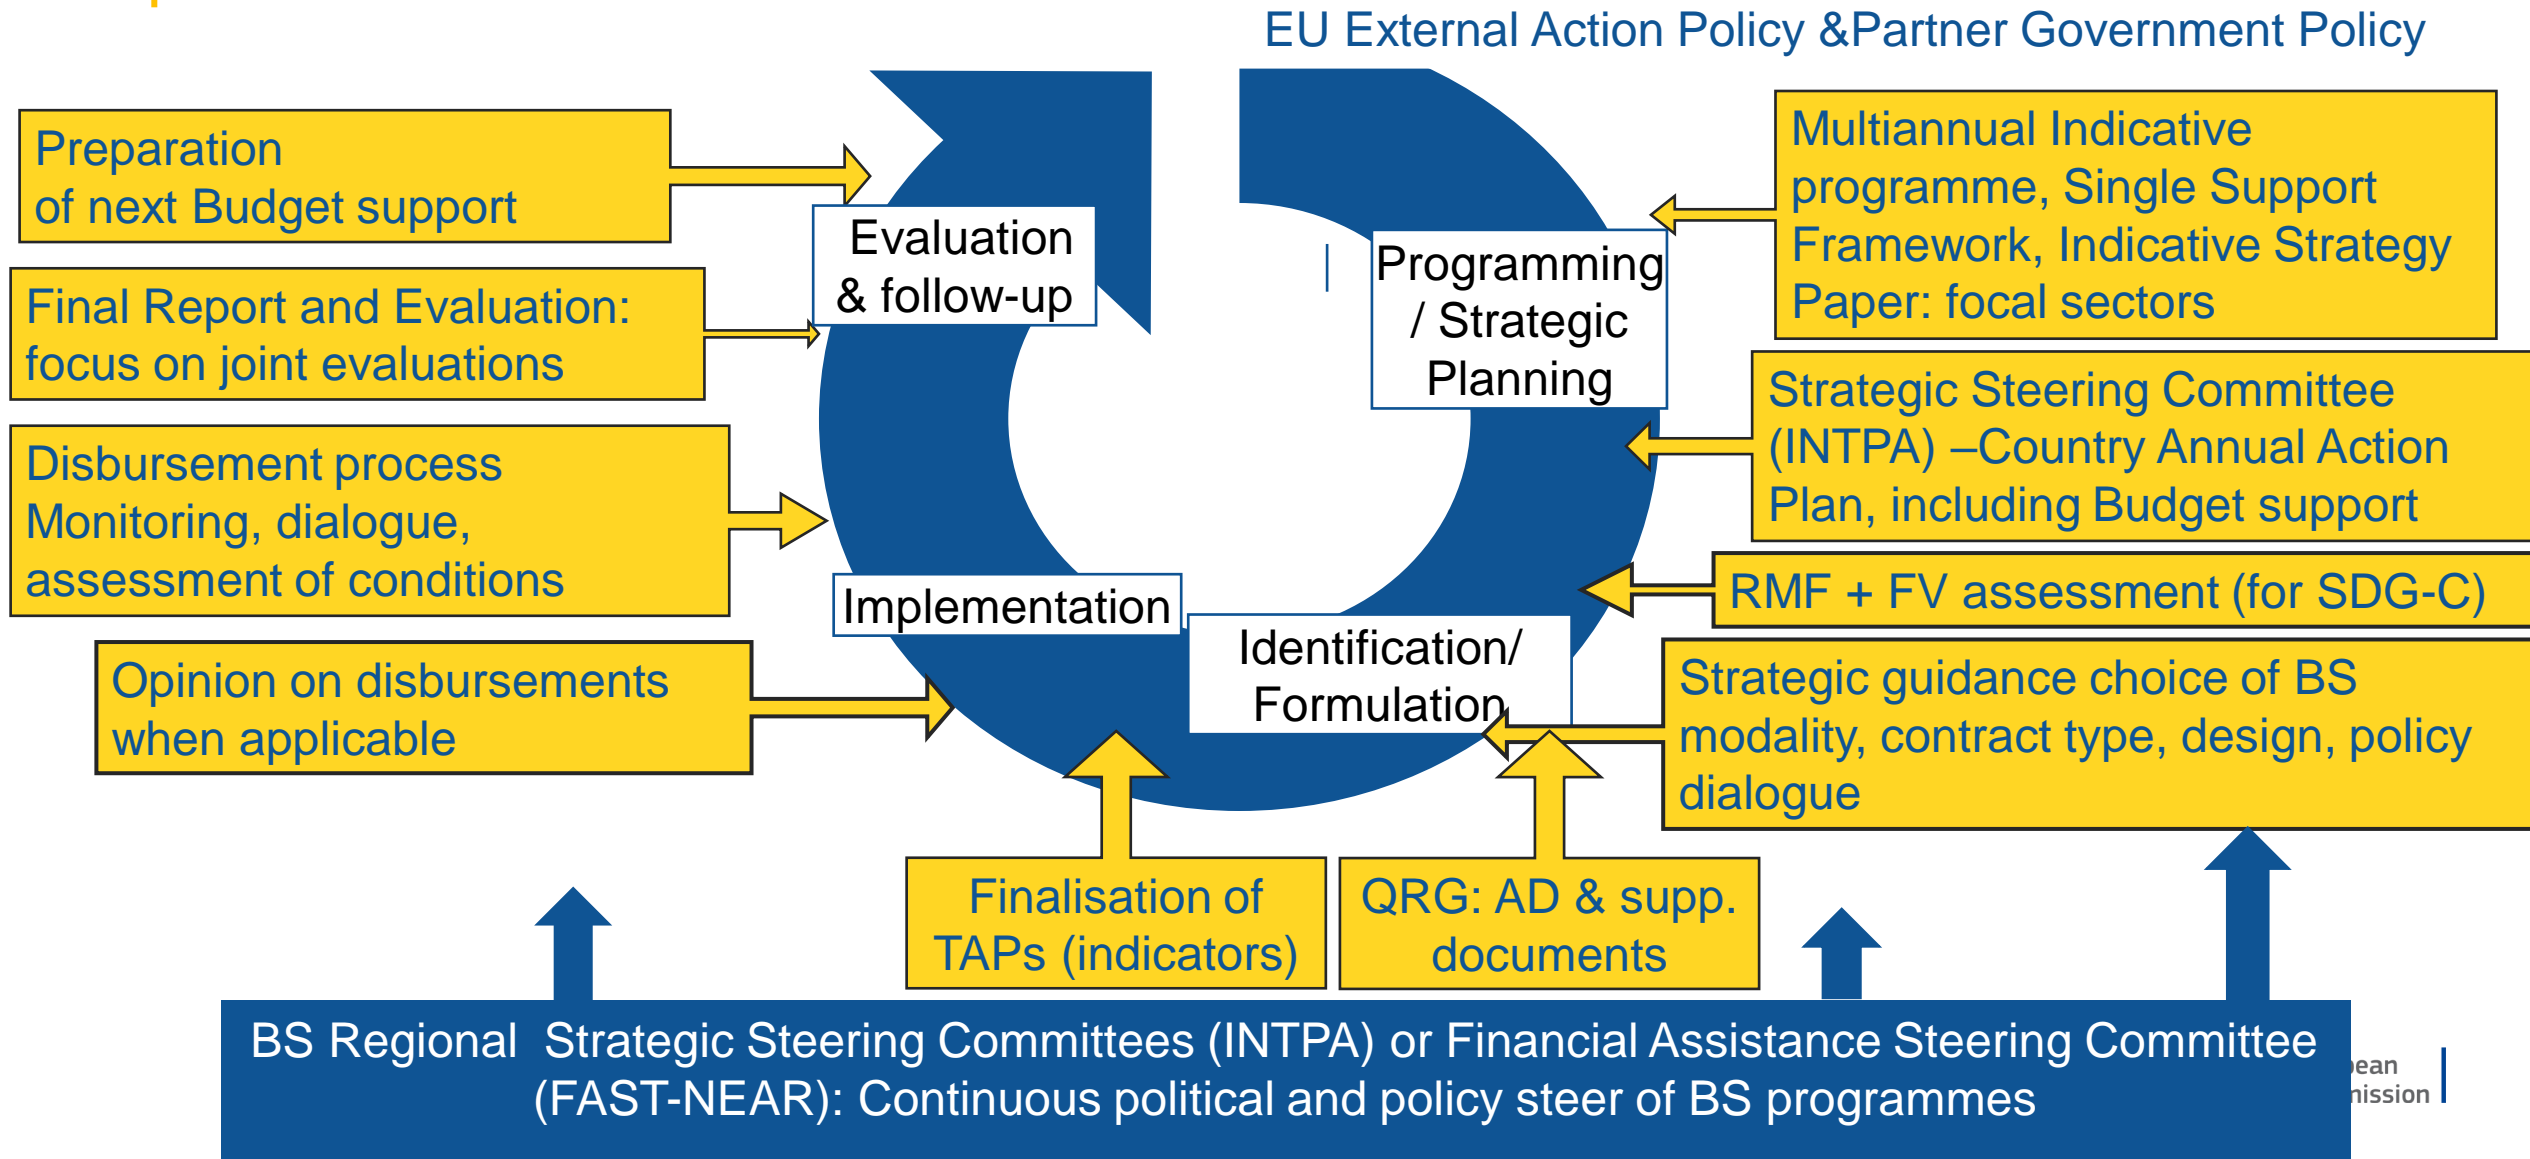 EU External Action Policy &Partner Government Policy
Preparation
of next Budget support
Final Report and Evaluation:
focus on joint evaluations
Disbursement process
Monitoring, dialogue,
assessment of conditions
Opinion on disbursements
when applicable
Evaluation
& follow-up
Programming
/ Strategic
Planning
Implementation
Identification/
Formulation
Multiannual Indicative
programme, Single Support
Framework, Indicative Strategy
Paper: focal sectors
Strategic Steering Committee
(INTPA) –Country Annual Action
Plan, including Budget support
RMF + FV assessment (for SDG-C)
Strategic guidance choice of BS
modality, contract type, design, policy
dialogue
Finalisation of
TAPs (indicators)
QRG: AD & supp.
documents
BS Regional Strategic Steering Committees (INTPA) or Financial Assistance Steering Committee
(FAST-NEAR): Continuous political and policy steer of BS programmes